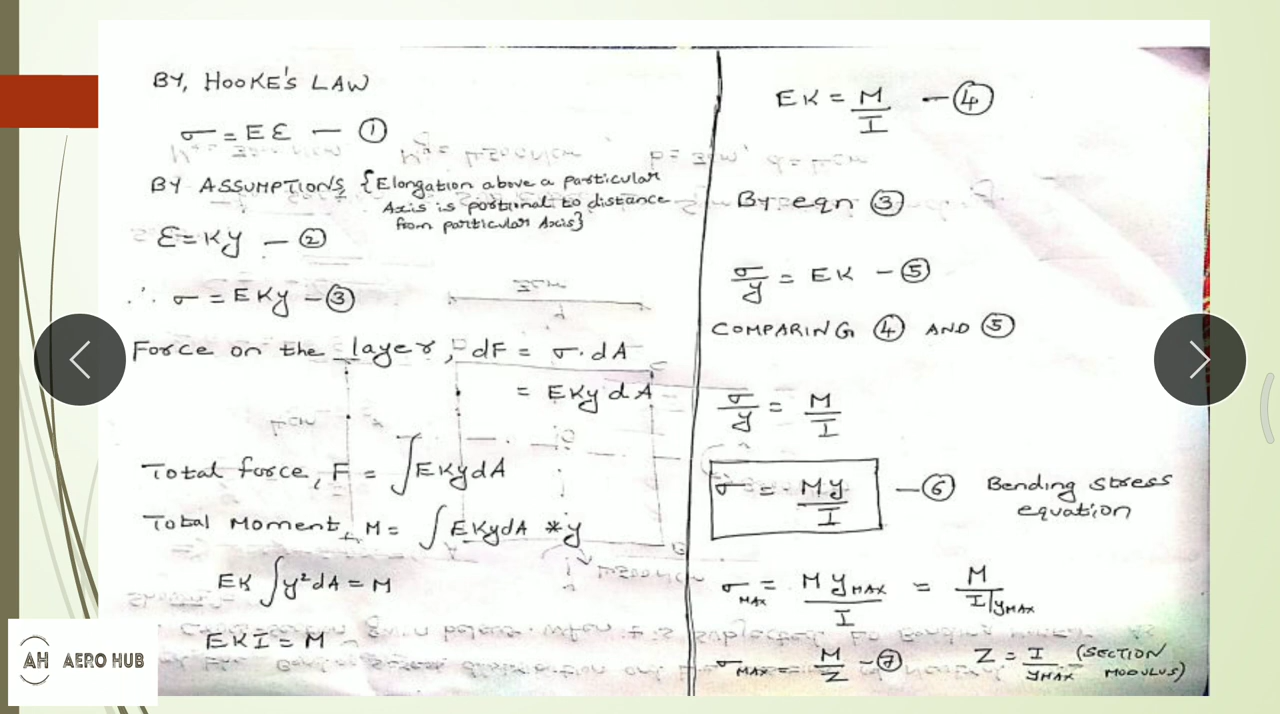 BY, HOOKE'S LAW
σ = Eε — ①
BY ASSUMPTIONS, {Elongation above a particular
Axis is portional to distance
from particular Axis}
ε = Ky — ②
∴ σ = EKy — ③
Force on the layer, dF = σ.dA
= EKy dA
Total force, F = ∫EKydA
Total Moment, M = ∫EKydA *y
EK ∫y²dA = M
EKI = M
EK = M/I — ④
By eqn ③
σ/y = EK — ⑤
COMPARING ④ AND ⑤
σ/y = M/I
σ = My/I — ⑥ Bending stress
equation
σMAX = M yMAX/I = M/I/yMAX
σMAX = M/Z — ⑦ Z = I/yMAX (SECTION
MODULUS)
AH AERO HUB